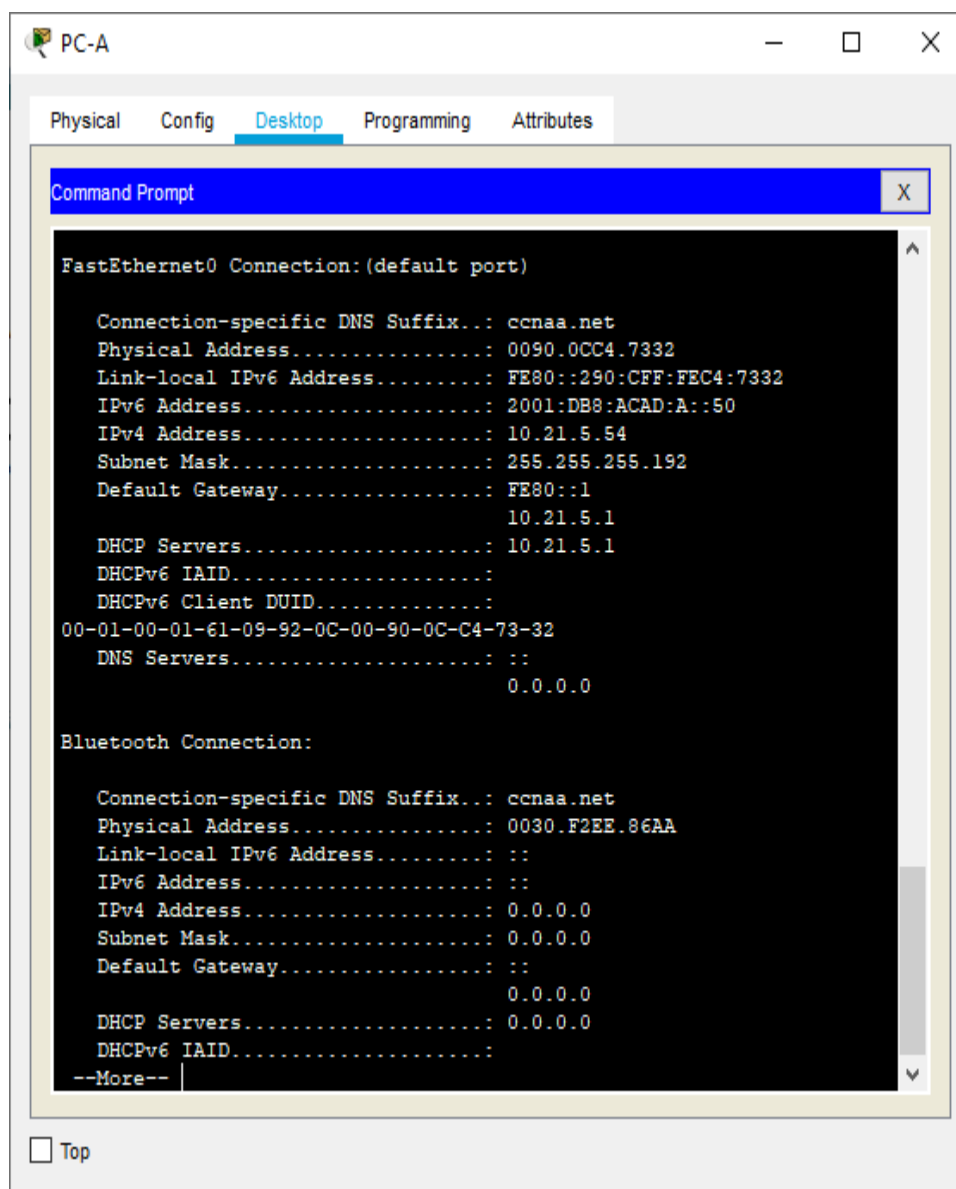 PC-A
Physical Config Desktop Programming Attributes
Command Prompt X
FastEthernet0 Connection:(default port)
Connection-specific DNS Suffix..: ccnaa.net
Physical Address................: 0090.0CC4.7332
Link-local IPv6 Address.........: FE80::290:CFF:FEC4:7332
IPv6 Address....................: 2001:DB8:ACAD:A::50
IPv4 Address....................: 10.21.5.54
Subnet Mask.....................: 255.255.255.192
Default Gateway.................: FE80::1
10.21.5.1
DHCP Servers....................: 10.21.5.1
DHCPv6 IAID.....................:
DHCPv6 Client DUID..............:
00-01-00-01-61-09-92-0C-00-90-0C-C4-73-32
DNS Servers.....................: ::
0.0.0.0
Bluetooth Connection:
Connection-specific DNS Suffix..: ccnaa.net
Physical Address................: 0030.F2EE.86AA
Link-local IPv6 Address.........: ::
IPv6 Address....................: ::
IPv4 Address....................: 0.0.0.0
Subnet Mask.....................: 0.0.0.0
Default Gateway.................: ::
0.0.0.0
DHCP Servers....................: 0.0.0.0
DHCPv6 IAID.....................:
--More--
Top